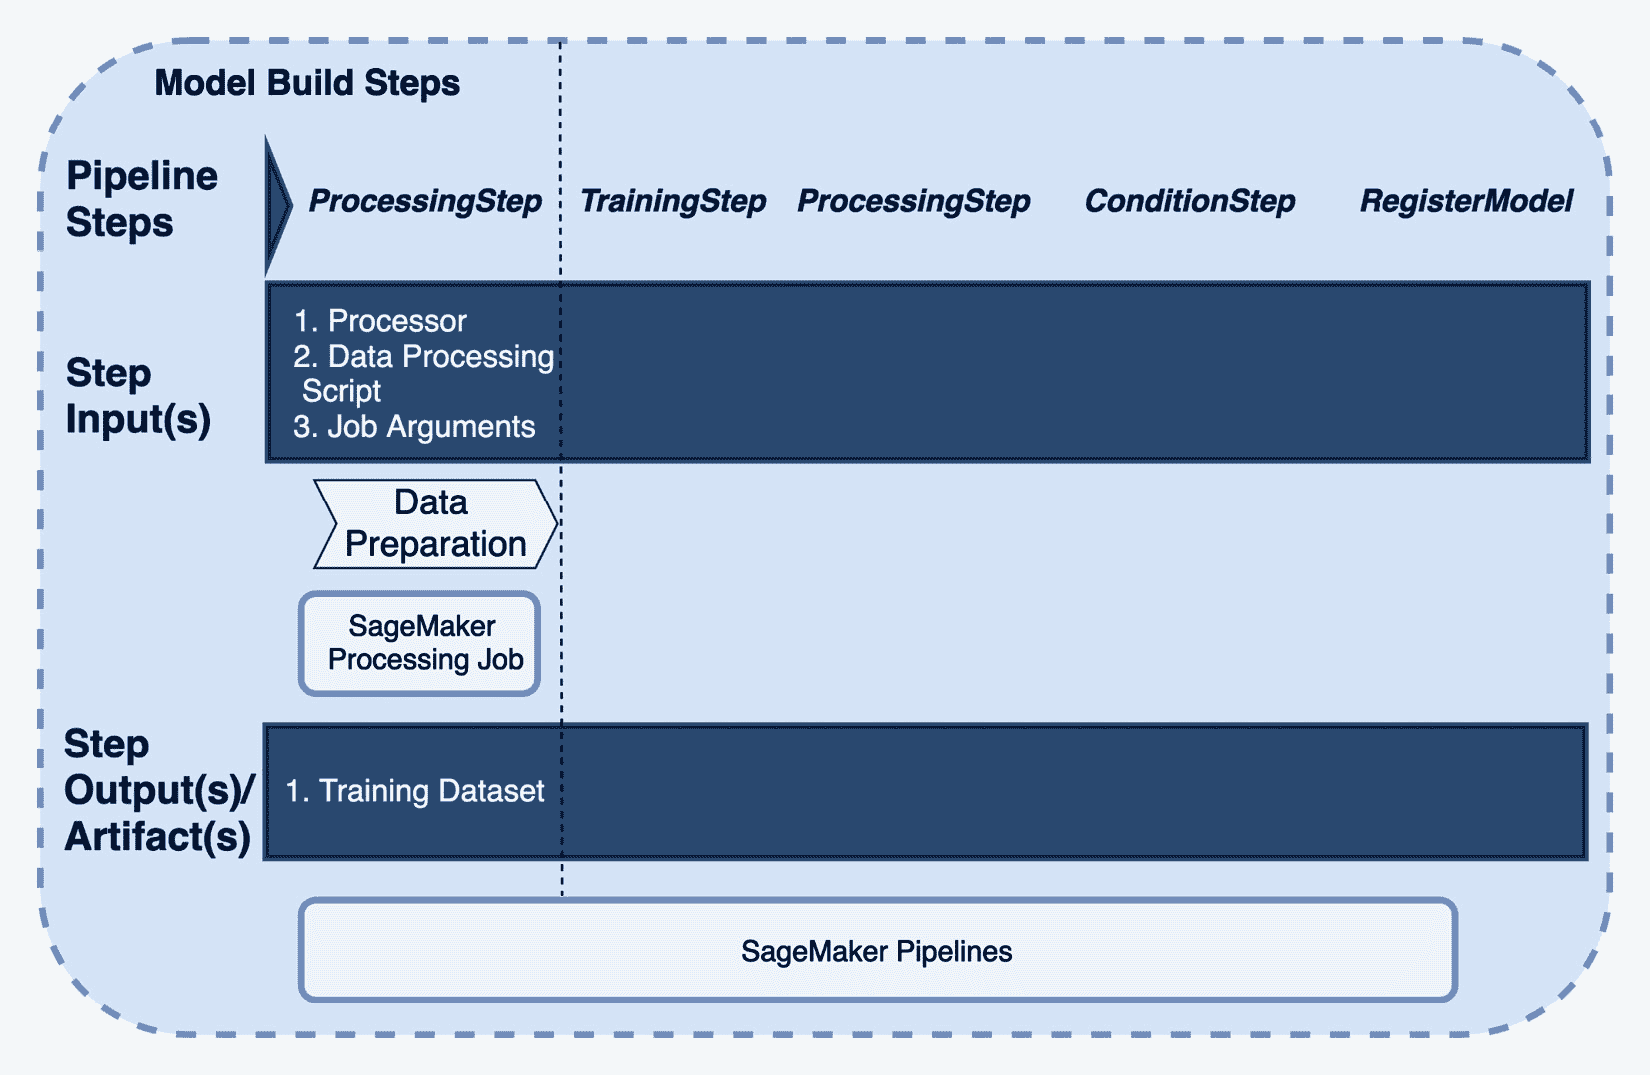 Model Build Steps
Pipeline
Steps
ProcessingStep
TrainingStep
ProcessingStep
ConditionStep
RegisterModel
Step
Input(s)
1. Processor
2. Data Processing
Script
3. Job Arguments
Data
Preparation
SageMaker
Processing Job
Step
Output(s)/
Artifact(s)
1. Training Dataset
SageMaker Pipelines